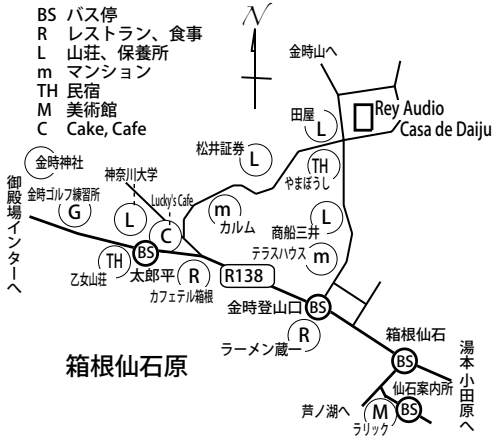 BS バス停
R レストラン、食事
L 山荘、保養所
m マンション
TH 民宿
M 美術館
C Cake, Cafe
N
金時山へ
田屋
L
Rey Audio
Casa de Daiju
松井証券
L
TH
やまぼうし
金時神社
神奈川大学
金時ゴルフ練習所
G
L
Lucky's Cafe
C
m
カルム
商船三井
L
テラスハウス
m
御殿場インターへ
TH
乙女山荘
BS
太郎平
R
カフェテル箱根
R138
金時登山口
BS
R
ラーメン蔵一
箱根仙石原
箱根仙石
BS
湯本 小田原へ
仙石案内所
BS
芦ノ湖へ
M
ラリック